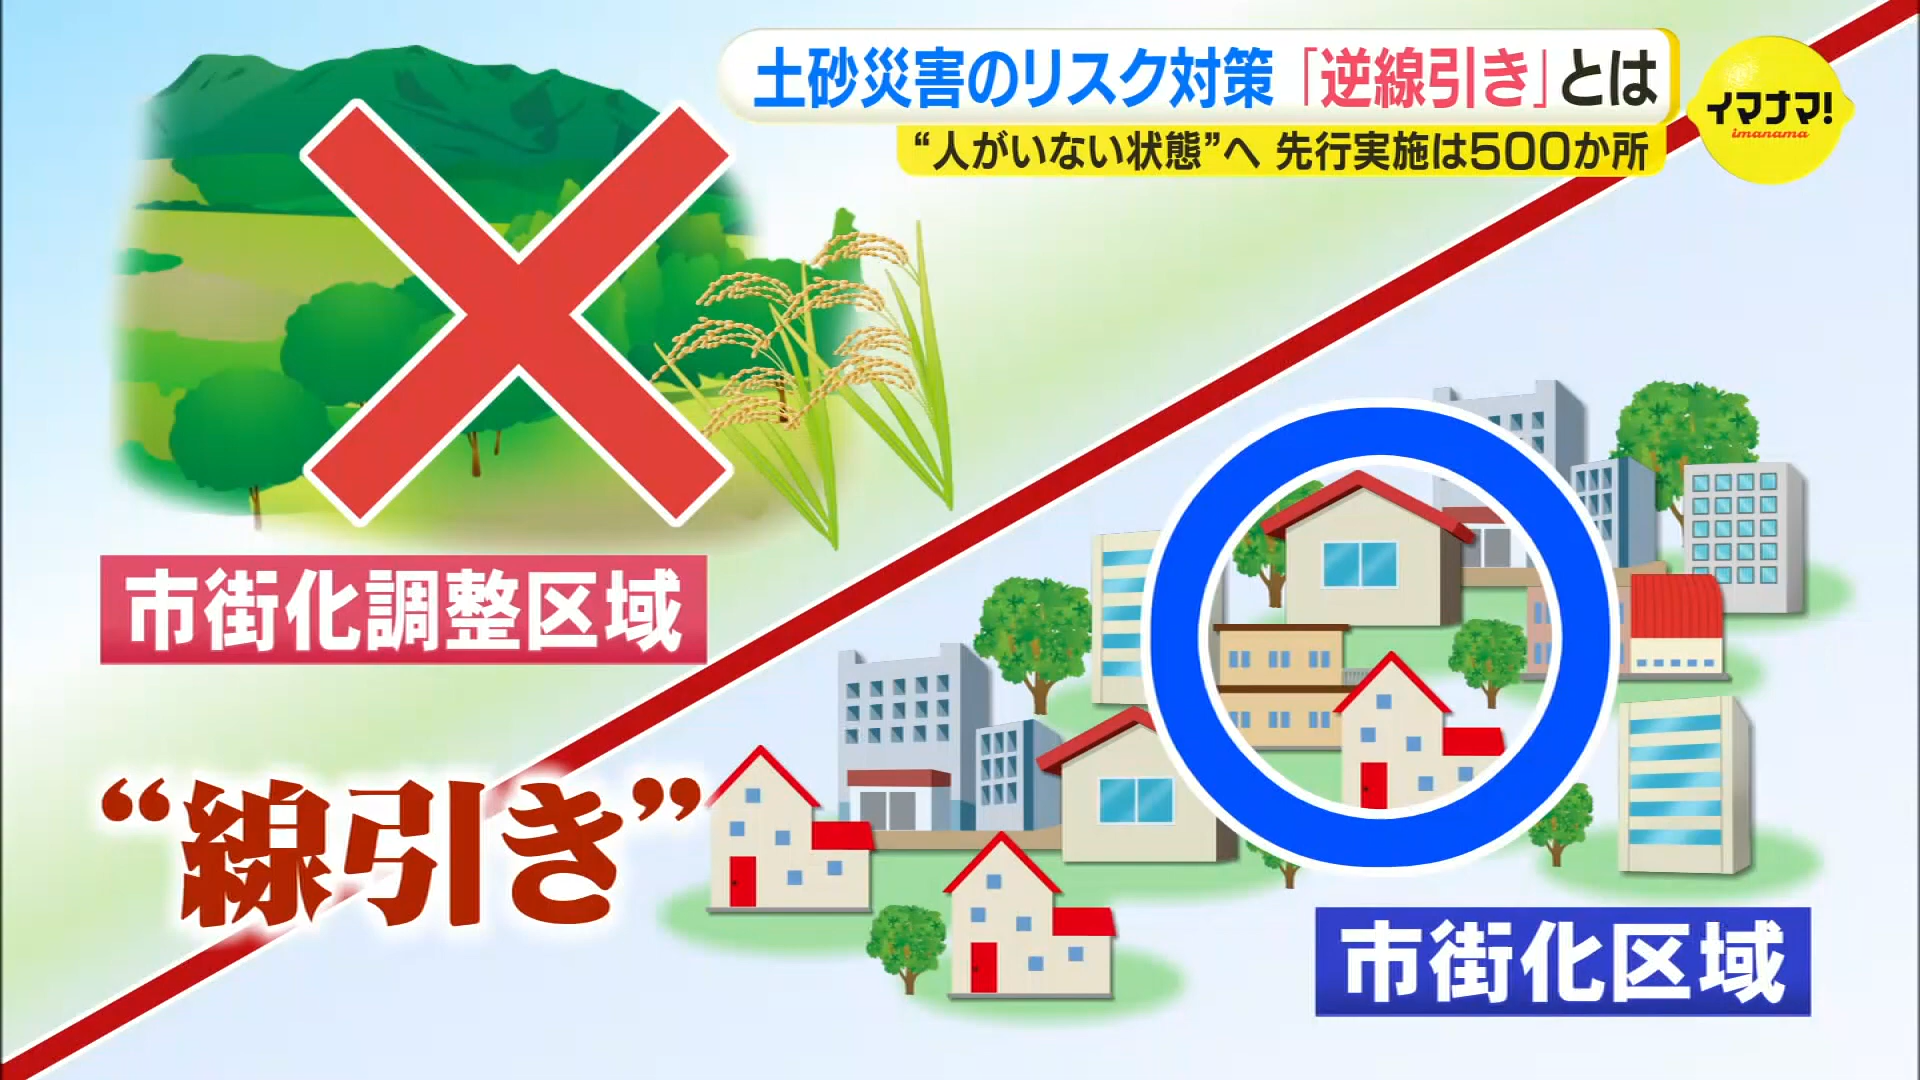 土砂災害のリスク対策「逆線引き」とは
“人がいない状態”へ 先行実施は500か所
イマナマ!
imanama
市街化調整区域
“線引き”
市街化区域